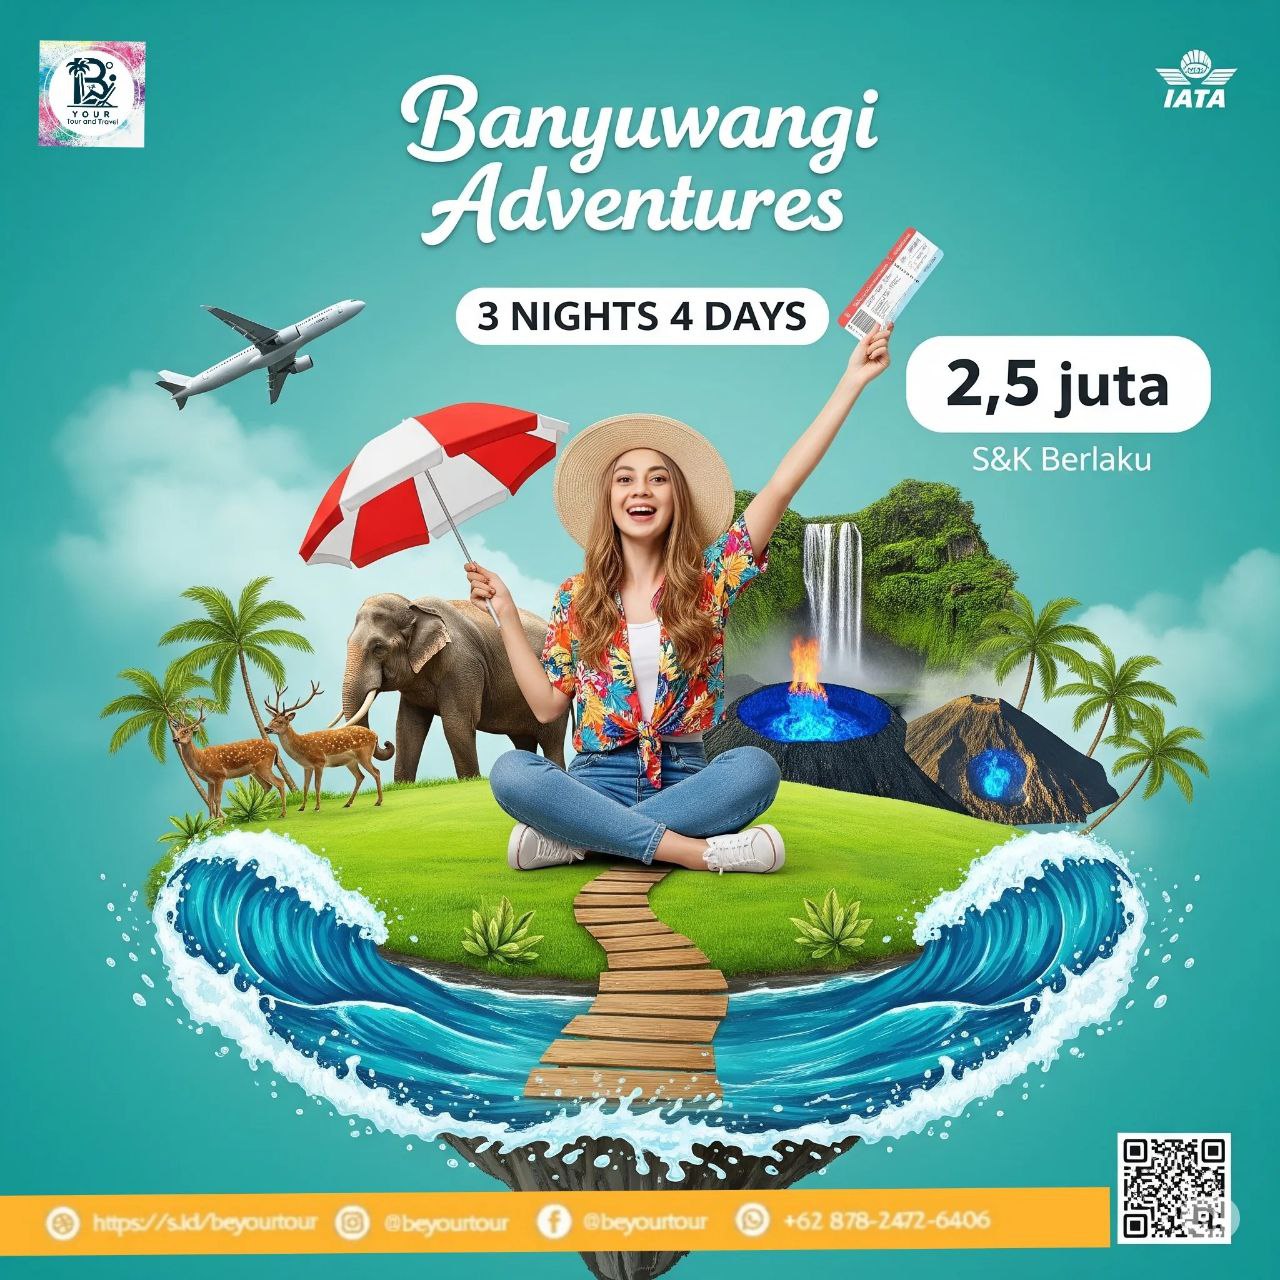 B
YOUR
Tour and Travel
IATA
Banyuwangi
Adventures
3 NIGHTS 4 DAYS
2,5 juta
S&K Berlaku
https://s.id/beyourtour
@beyourtour
@beyourtour
+62 878-2472-6406